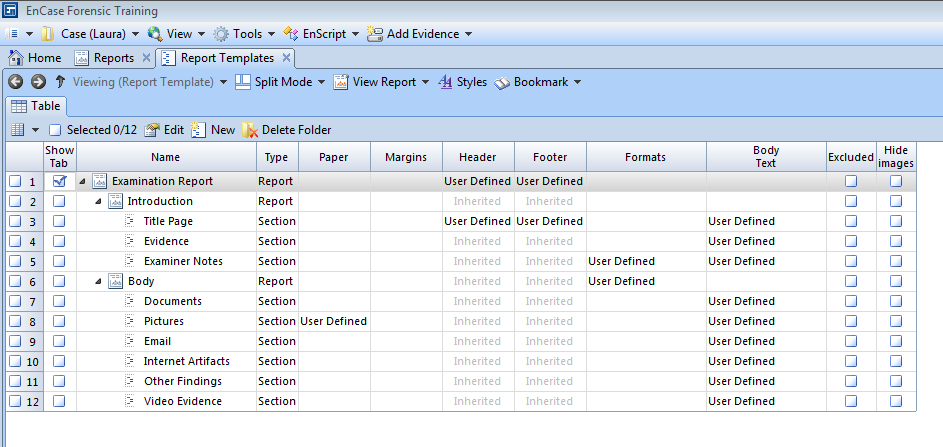 En EnCase Forensic Training
Case (Laura) View Tools EnScript Add Evidence
Home Reports Report Templates
Viewing (Report Template) Split Mode View Report Styles Bookmark
Table
Selected 0/12 Edit New Delete Folder
Show Tab Name Type Paper Margins Header Footer Formats Body Text Excluded Hide images
1 Examination Report Report User Defined User Defined
2 Introduction Report Inherited Inherited
3 Title Page Section User Defined User Defined User Defined
4 Evidence Section Inherited Inherited User Defined
5 Examiner Notes Section Inherited Inherited User Defined User Defined
6 Body Report Inherited Inherited User Defined
7 Documents Section Inherited Inherited User Defined
8 Pictures Section User Defined Inherited Inherited User Defined
9 Email Section Inherited Inherited User Defined
10 Internet Artifacts Section Inherited Inherited User Defined
11 Other Findings Section Inherited Inherited User Defined
12 Video Evidence Section Inherited Inherited User Defined